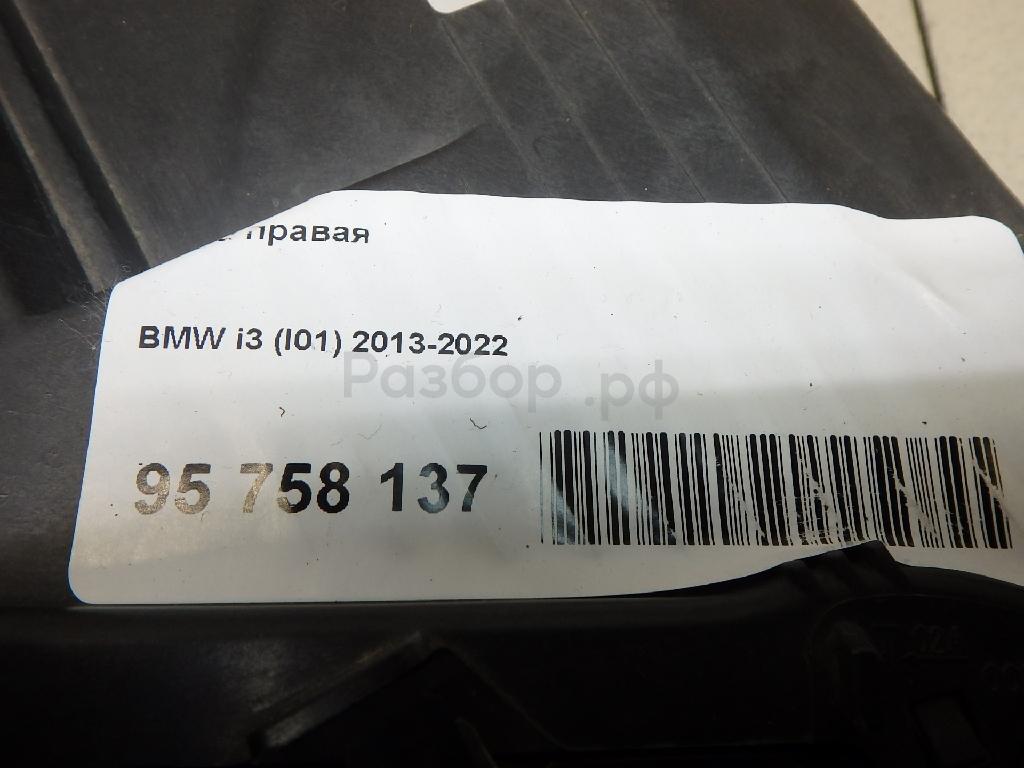 правая
BMW i3 (I01) 2013-2022
Разбор.рф
95 758 137